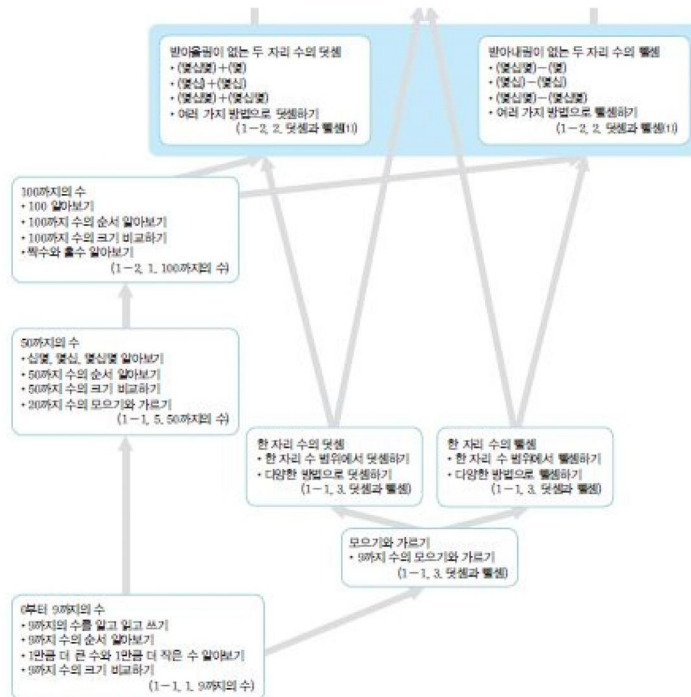 받아올림이 없는 두 자리 수의 덧셈
• (몇십몇)+(몇)
• (몇십)+(몇십)
• (몇십몇)+(몇십몇)
• 여러 가지 방법으로 덧셈하기
(1-2, 2. 덧셈과 뺄셈(1))
받아내림이 없는 두 자리 수의 뺄셈
• (몇십몇)-(몇)
• (몇십)-(몇십)
• (몇십몇)-(몇십몇)
• 여러 가지 방법으로 뺄셈하기
(1-2, 2. 덧셈과 뺄셈(1))
100까지의 수
• 100 알아보기
• 100까지 수의 순서 알아보기
• 100까지 수의 크기 비교하기
• 짝수와 홀수 알아보기
(1-2, 1. 100까지의 수)
50까지의 수
• 십몇, 몇십, 몇십몇 알아보기
• 50까지 수의 순서 알아보기
• 50까지 수의 크기 비교하기
• 20까지 수의 모으기와 가르기
(1-1, 5. 50까지의 수)
한 자리 수의 덧셈
• 한 자리 수 범위에서 덧셈하기
• 다양한 방법으로 덧셈하기
(1-1, 3. 덧셈과 뺄셈)
한 자리 수의 뺄셈
• 한 자리 수 범위에서 뺄셈하기
• 다양한 방법으로 뺄셈하기
(1-1, 3. 덧셈과 뺄셈)
모으기와 가르기
• 9까지 수의 모으기와 가르기
(1-1, 3. 덧셈과 뺄셈)
0부터 9까지의 수
• 9까지의 수를 알고 읽고 쓰기
• 9까지 수의 순서 알아보기
• 1만큼 더 큰 수와 1만큼 더 작은 수 알아보기
• 9까지 수의 크기 비교하기
(1-1, 1. 9까지의 수)